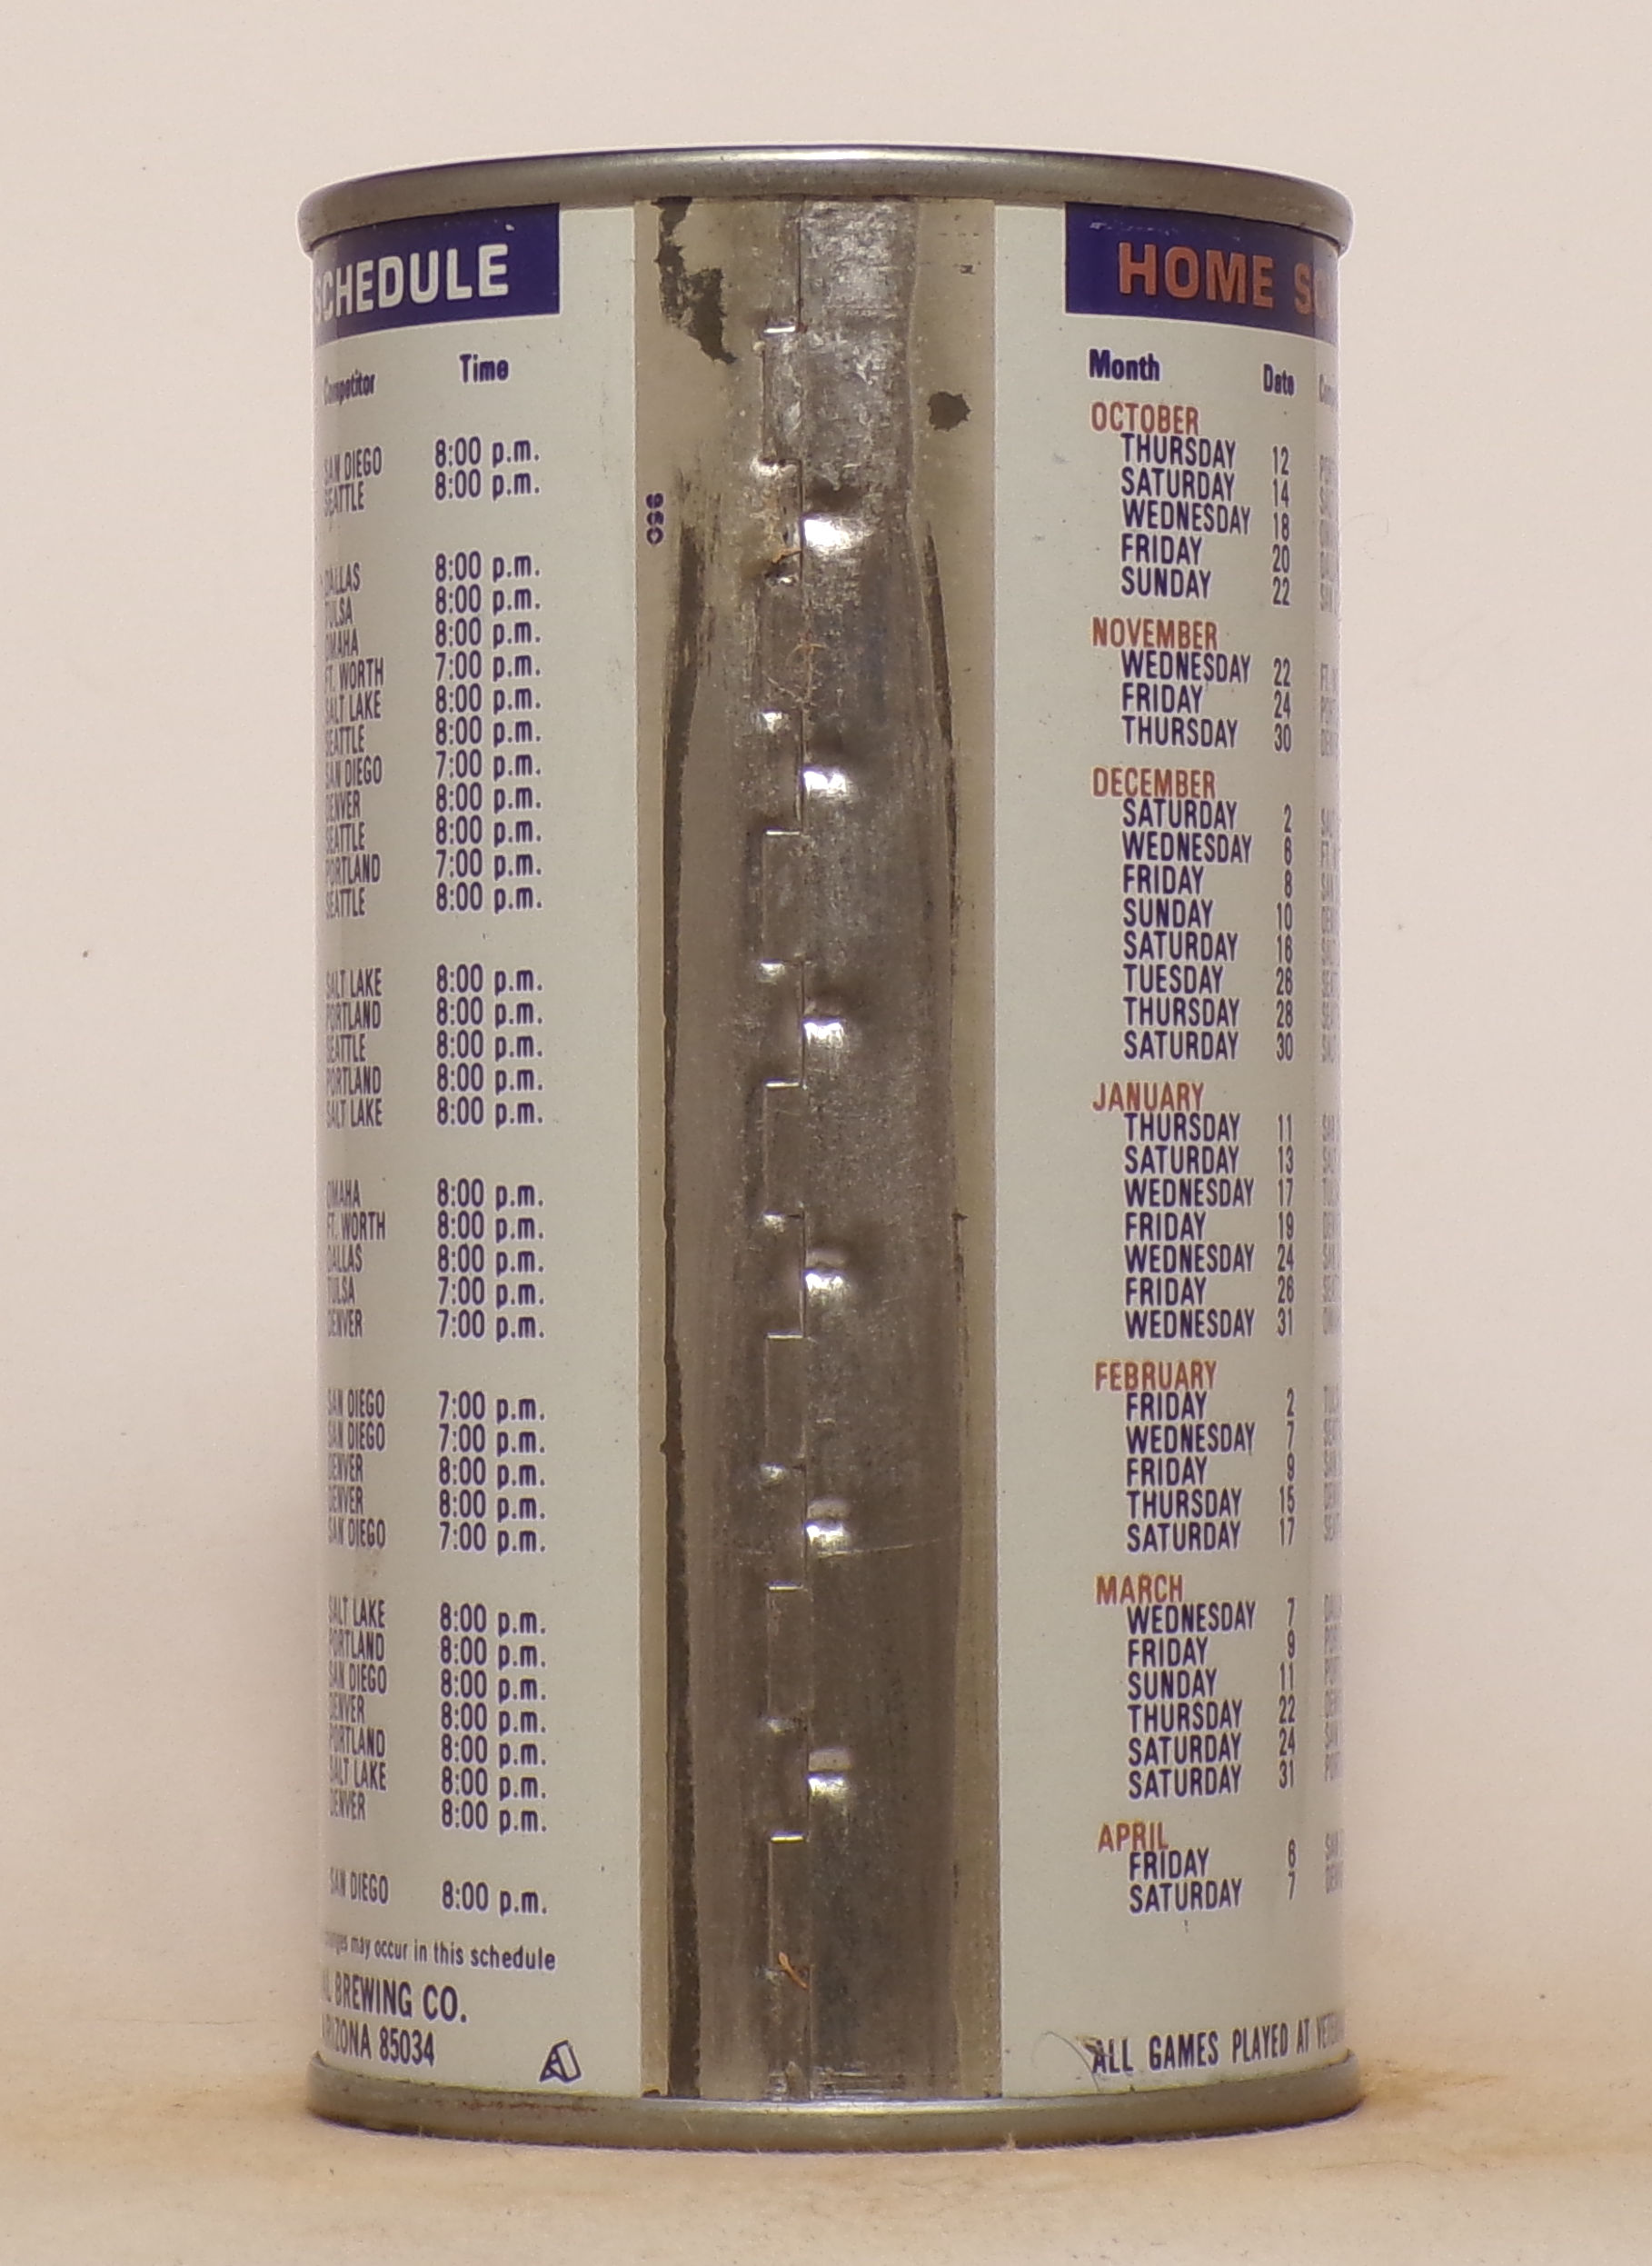 SCHEDULE
Competitor Time
SAN DIEGO 8:00 p.m.
SEATTLE 8:00 p.m.
DALLAS 8:00 p.m.
TULSA 8:00 p.m.
OMAHA 8:00 p.m.
FT. WORTH 7:00 p.m.
SALT LAKE 8:00 p.m.
SEATTLE 8:00 p.m.
SAN DIEGO 7:00 p.m.
DENVER 8:00 p.m.
SEATTLE 8:00 p.m.
PORTLAND 7:00 p.m.
SEATTLE 8:00 p.m.
SALT LAKE 8:00 p.m.
PORTLAND 8:00 p.m.
SEATTLE 8:00 p.m.
PORTLAND 8:00 p.m.
SALT LAKE 8:00 p.m.
OMAHA 8:00 p.m.
FT. WORTH 8:00 p.m.
DALLAS 8:00 p.m.
TULSA 7:00 p.m.
DENVER 7:00 p.m.
SAN DIEGO 7:00 p.m.
SAN DIEGO 7:00 p.m.
DENVER 8:00 p.m.
DENVER 8:00 p.m.
SAN DIEGO 7:00 p.m.
SALT LAKE 8:00 p.m.
PORTLAND 8:00 p.m.
SAN DIEGO 8:00 p.m.
DENVER 8:00 p.m.
PORTLAND 8:00 p.m.
SALT LAKE 8:00 p.m.
DENVER 8:00 p.m.
SAN DIEGO 8:00 p.m.
may occur in this schedule
BREWING CO.
ARIZONA 85034
HOME
Month Date
OCTOBER
THURSDAY 12
SATURDAY 14
WEDNESDAY 18
FRIDAY 20
SUNDAY 22
NOVEMBER
WEDNESDAY 22
FRIDAY 24
THURSDAY 30
DECEMBER
SATURDAY 2
WEDNESDAY 6
FRIDAY 8
SUNDAY 10
SATURDAY 16
TUESDAY 26
THURSDAY 28
SATURDAY 30
JANUARY
THURSDAY 11
SATURDAY 13
WEDNESDAY 17
FRIDAY 19
WEDNESDAY 24
FRIDAY 26
WEDNESDAY 31
FEBRUARY
FRIDAY 2
WEDNESDAY 7
FRIDAY 9
THURSDAY 15
SATURDAY 17
MARCH
WEDNESDAY 7
FRIDAY 9
SUNDAY 11
THURSDAY 22
SATURDAY 24
SATURDAY 31
APRIL
FRIDAY 6
SATURDAY 7
ALL GAMES PLAYED AT